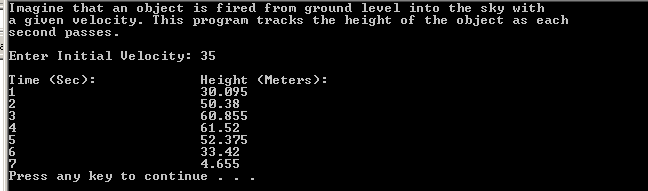 Imagine that an object is fired from ground level into the sky with
a given velocity. This program tracks the height of the object as each
second passes.
Enter Initial Velocity: 35
Time (Sec): Height (Meters):
1 30.095
2 50.38
3 60.855
4 61.52
5 52.375
6 33.42
7 4.655
Press any key to continue . . .